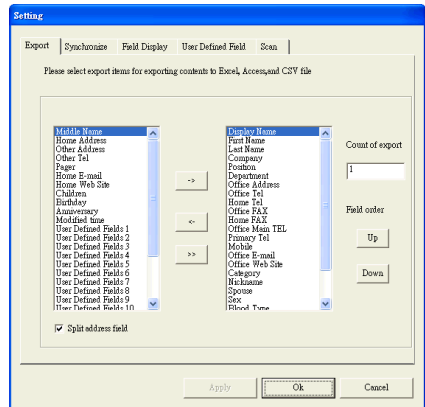 Setting
Export Synchronize Field Display User Defined Field Scan
Please select export items for exporting contents to Excel, Access,and CSV file
Middle Name
Home Address
Other Address
Other Tel
Pager
Home E-mail
Home Web Site
Children
Birthday
Anniversary
Modified time
User Defined Fields 1
User Defined Fields 2
User Defined Fields 3
User Defined Fields 4
User Defined Fields 5
User Defined Fields 6
User Defined Fields 7
User Defined Fields 8
User Defined Fields 9
User Defined Fields 10
->
<-
>>
Display Name
First Name
Last Name
Company
Position
Department
Office Address
Office Tel
Home Tel
Office FAX
Home FAX
Office Main TEL
Primary Tel
Mobile
Office E-mail
Office Web Site
Category
Nickname
Spouse
Sex
Blood Type
Count of export
1
Field order
Up
Down
Split address field
Apply Ok Cancel